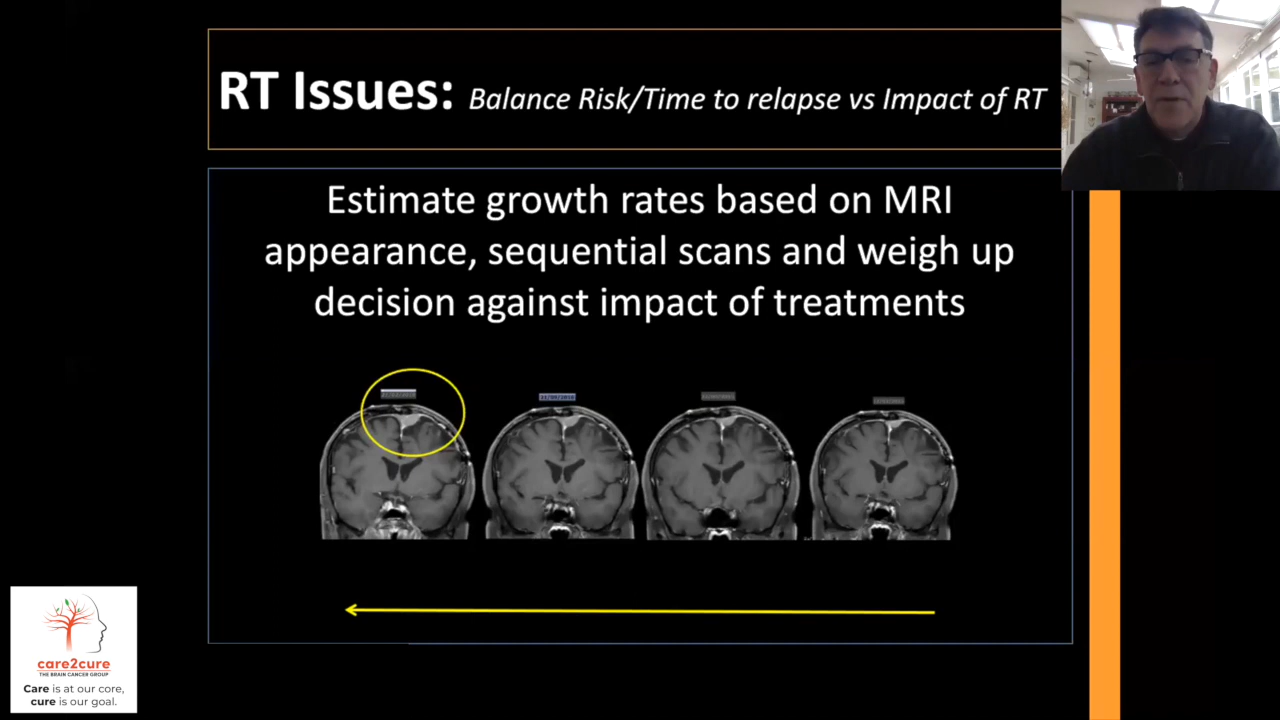 RT Issues: Balance Risk/Time to relapse vs Impact of RT
Estimate growth rates based on MRI
appearance, sequential scans and weigh up
decision against impact of treatments
care2cure
THE BRAIN CANCER GROUP
Care is at our core,
cure is our goal.